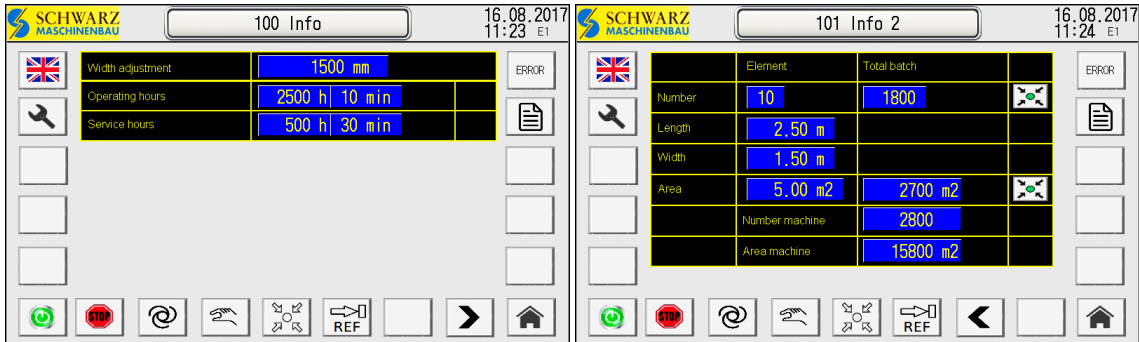 SCHWARZ
MASCHINENBAU
100 Info
16.08.2017
11:23 E1
Width adjustment 1500 mm
ERROR
Operating hours 2500 h 10 min
Service hours 500 h 30 min
STOP
REF
SCHWARZ
MASCHINENBAU
101 Info 2
16.08.2017
11:24 E1
Element Total batch
ERROR
Number 10 1800
Length 2.50 m
Width 1.50 m
Area 5.00 m2 2700 m2
Number machine 2800
Area machine 15800 m2
STOP
REF